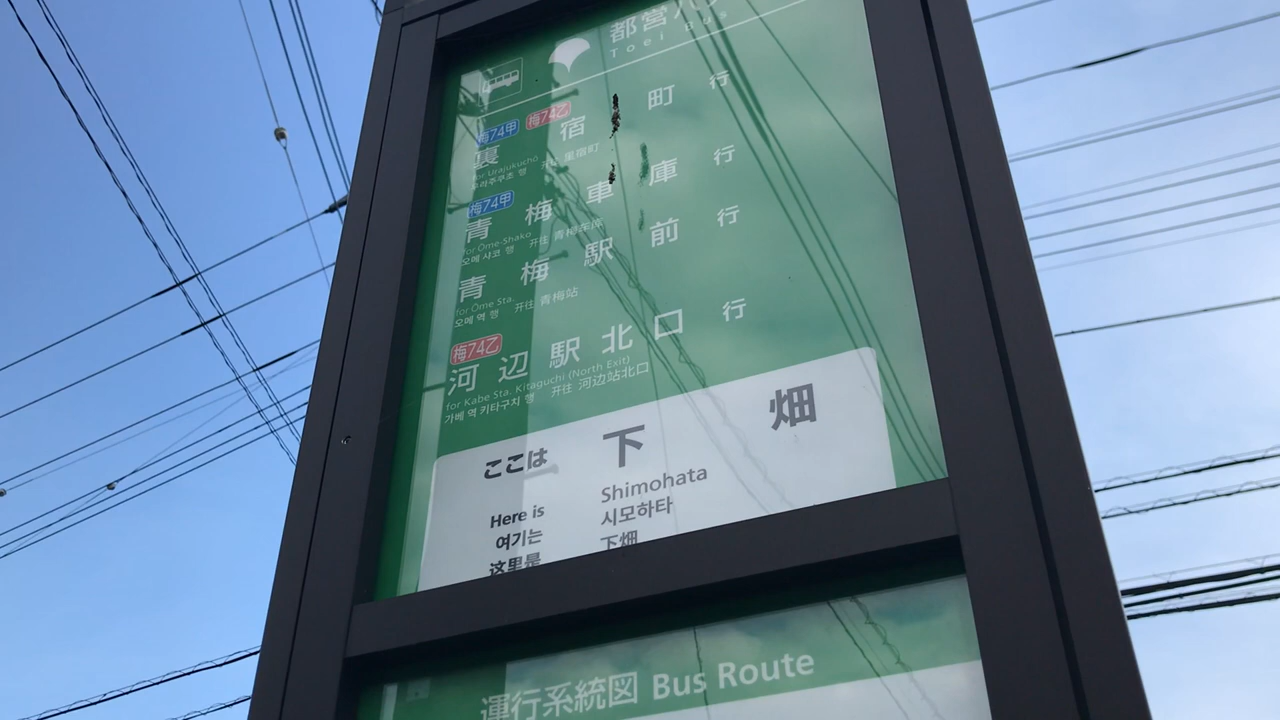 都営バス
Toei Bus
梅74甲 梅74乙
裏宿町 行
for Urajukuchō 开往 里宿町
우라주쿠초 행
梅74甲
青梅車庫 行
for Ōme-Shako 开往 青梅车库
오메 샤코 행
青梅駅前 行
for Ōme Sta. 开往 青梅站
오메 역 행
梅74乙
河辺駅北口 行
for Kabe Sta. Kitaguchi (North Exit) 开往 河辺站北口
가베 역 키타구치 행
ここは 下畑
Here is Shimohata
여기는 시모하타
这里是 下畑
運行系統図 Bus Route